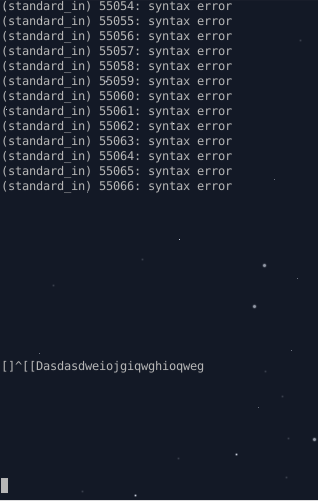 (standard_in) 55054: syntax error
(standard_in) 55055: syntax error
(standard_in) 55056: syntax error
(standard_in) 55057: syntax error
(standard_in) 55058: syntax error
(standard_in) 55059: syntax error
(standard_in) 55060: syntax error
(standard_in) 55061: syntax error
(standard_in) 55062: syntax error
(standard_in) 55063: syntax error
(standard_in) 55064: syntax error
(standard_in) 55065: syntax error
(standard_in) 55066: syntax error
[]^[[Dasdasdweiojgiqwghioqweg